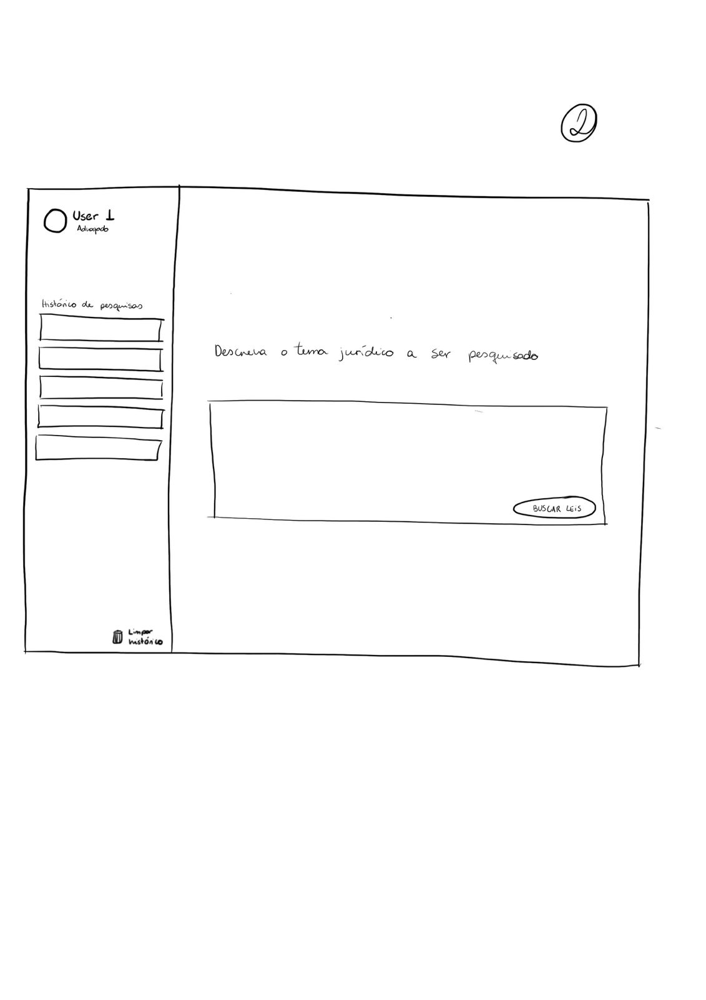 2
User 1
Advogado
Histórico de pesquisas
Descreva o tema jurídico a ser pesquisado
BUSCAR LEIS
Limpar
histórico